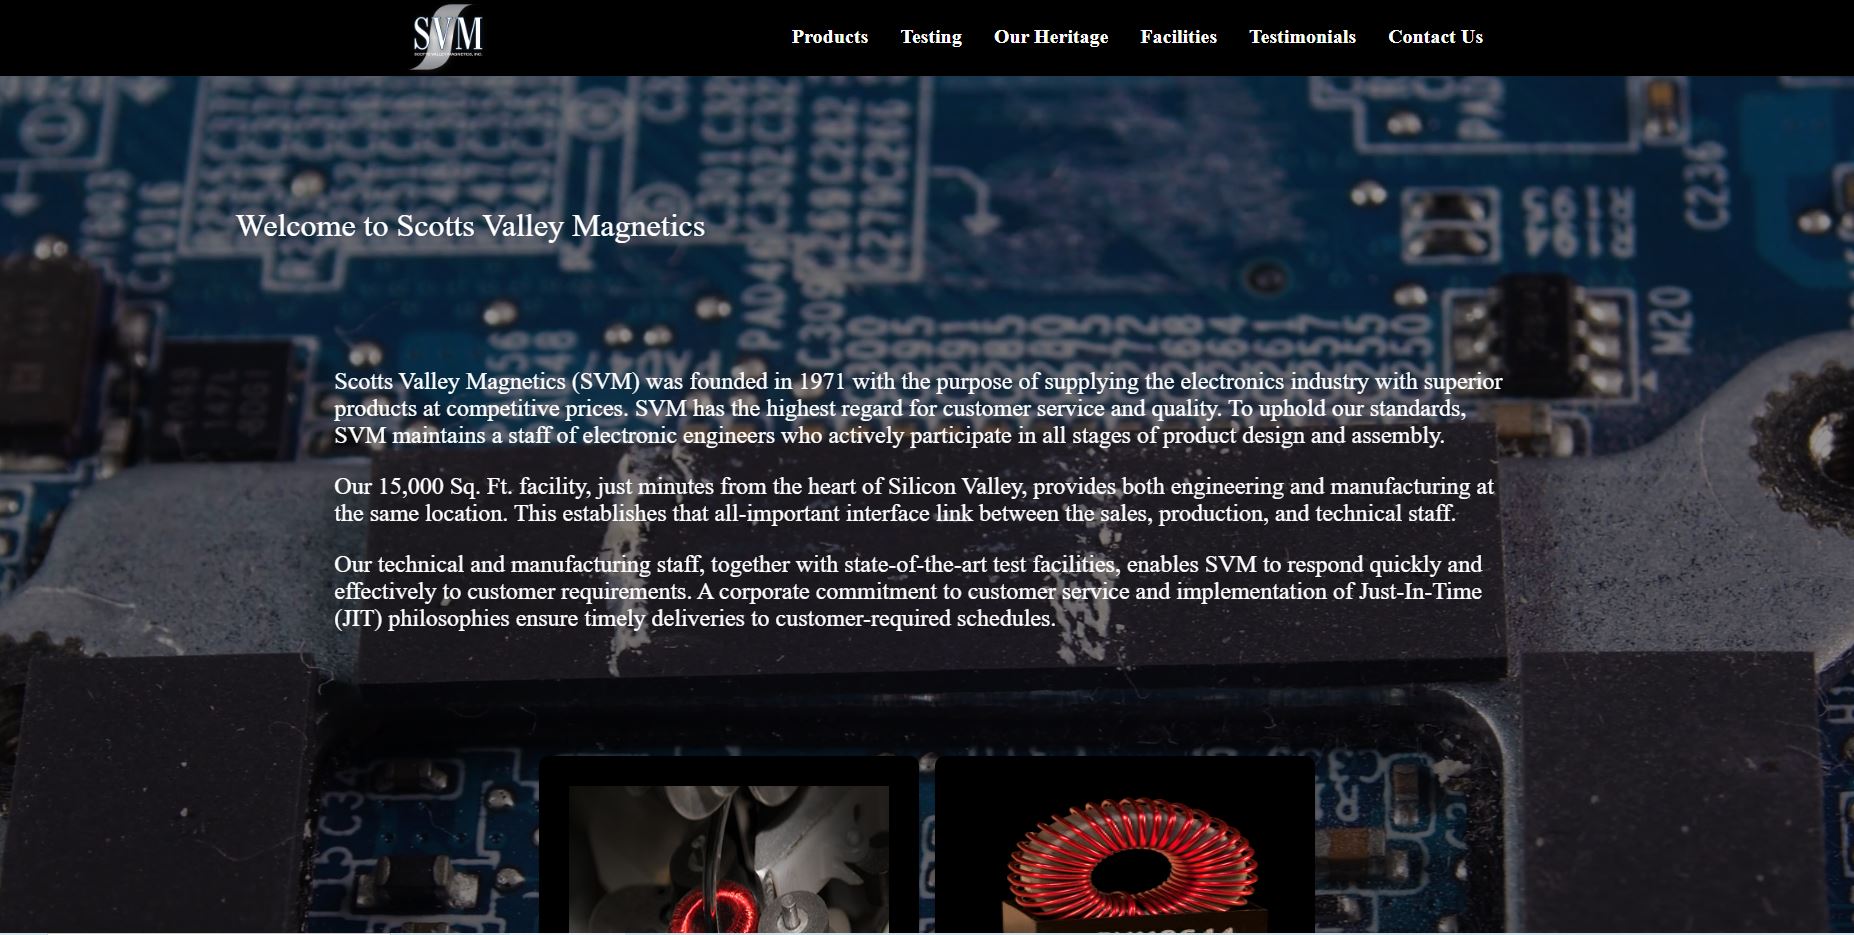 SVM
SCOTTS VALLEY MAGNETICS, INC.
Products Testing Our Heritage Facilities Testimonials Contact Us
Welcome to Scotts Valley Magnetics
Scotts Valley Magnetics (SVM) was founded in 1971 with the purpose of supplying the electronics industry with superior
products at competitive prices. SVM has the highest regard for customer service and quality. To uphold our standards,
SVM maintains a staff of electronic engineers who actively participate in all stages of product design and assembly.
Our 15,000 Sq. Ft. facility, just minutes from the heart of Silicon Valley, provides both engineering and manufacturing at
the same location. This establishes that all-important interface link between the sales, production, and technical staff.
Our technical and manufacturing staff, together with state-of-the-art test facilities, enables SVM to respond quickly and
effectively to customer requirements. A corporate commitment to customer service and implementation of Just-In-Time
(JIT) philosophies ensure timely deliveries to customer-required schedules.
C236
R195
R194
M20
C1016
C34